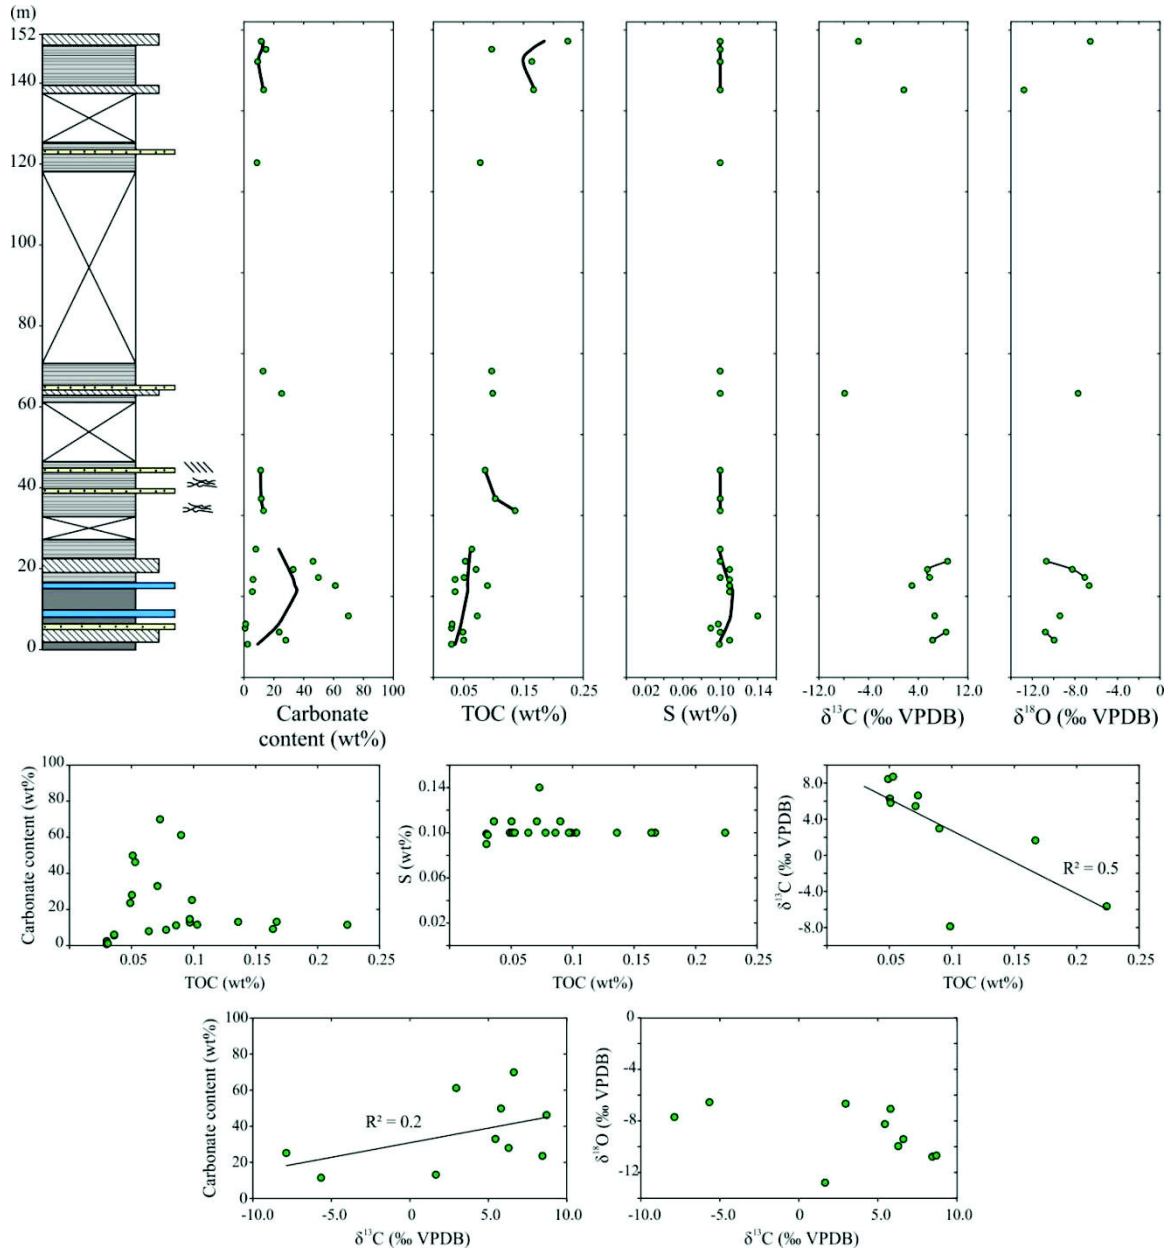 (m)
152
140
120
100
80
60
40
20
0
0 20 40 60 80 100
Carbonate
content (wt%)
0.05 0.15 0.25
TOC (wt%)
0.02 0.06 0.10 0.14
S (wt%)
-12.0 -4.0 4.0 12.0
δ¹³C (‰ VPDB)
-12.0 -8.0 -4.0 0
δ¹⁸O (‰ VPDB)
Carbonate content (wt%)
100
80
60
40
20
0
0.05 0.1 0.15 0.2 0.25
TOC (wt%)
S (wt%)
0.14
0.10
0.06
0.02
0.05 0.1 0.15 0.2 0.25
TOC (wt%)
δ¹³C (‰ VPDB)
8.0
4.0
0
-4.0
-8.0
R² = 0.5
0.05 0.1 0.15 0.2 0.25
TOC (wt%)
Carbonate content (wt%)
100
80
60
40
20
0
R² = 0.2
-10.0 -5.0 0 5.0 10.0
δ¹³C (‰ VPDB)
δ¹⁸O (‰ VPDB)
0
-4
-8
-12
-10 -5.0 0 5.0 10.0
δ¹³C (‰ VPDB)